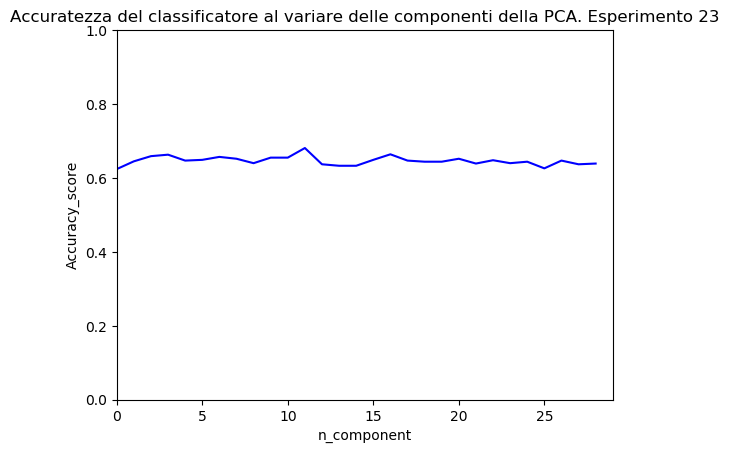 Accuratezza del classificatore al variare delle componenti della PCA. Esperimento 23
1.0
0.8
0.6
0.4
0.2
0.0
Accuracy_score
0 5 10 15 20 25
n_component